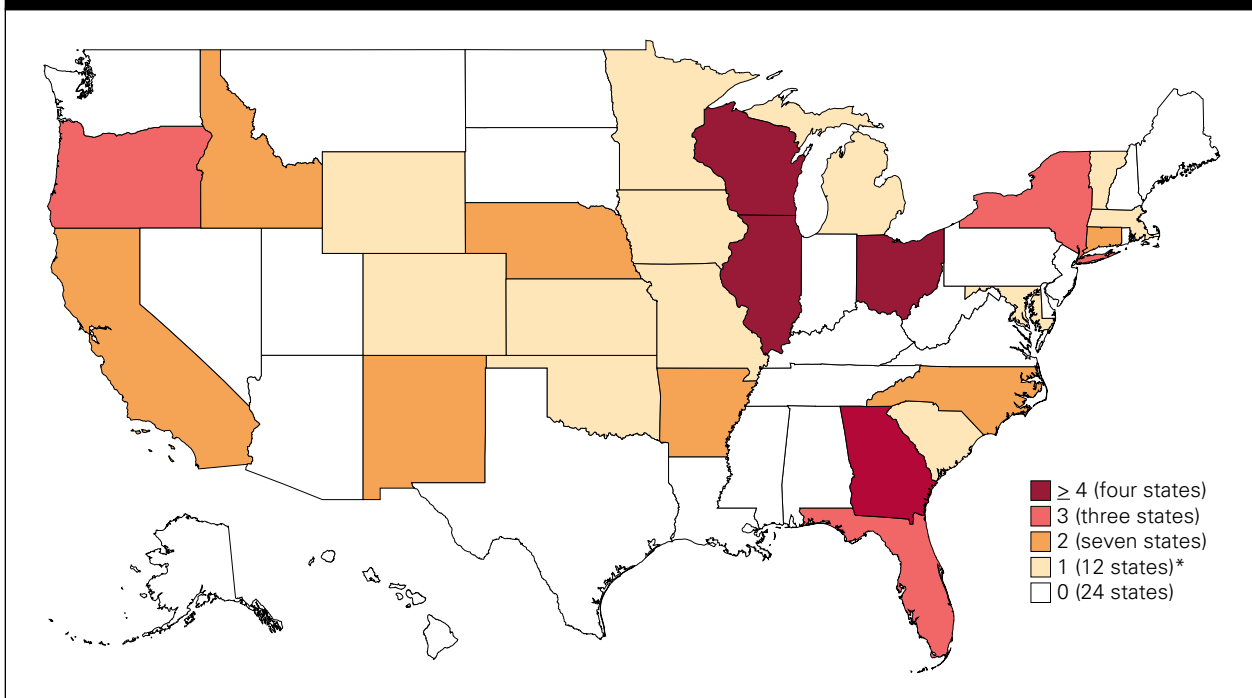 ≥ 4 (four states)
3 (three states)
2 (seven states)
1 (12 states)*
0 (24 states)